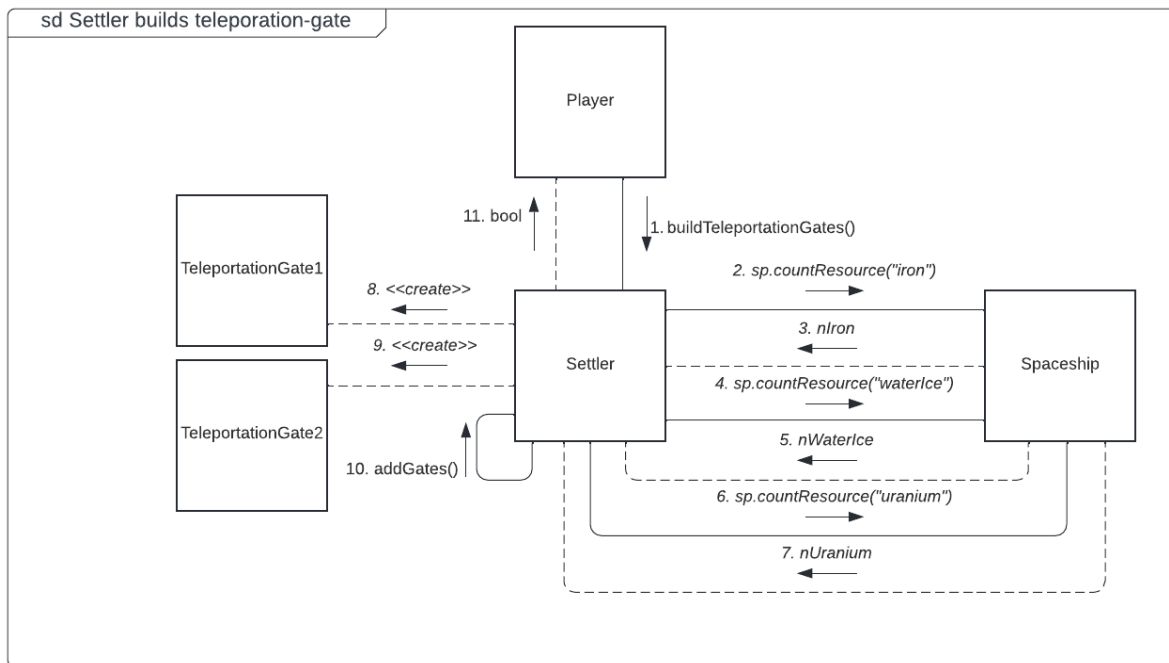 sd Settler builds teleporation-gate
Player
11. bool
1. buildTeleportationGates()
TeleportationGate1
2. sp.countResource("iron")
8. <<create>>
3. nIron
9. <<create>>
Settler
Spaceship
4. sp.countResource("waterIce")
TeleportationGate2
5. nWaterIce
10. addGates()
6. sp.countResource("uranium")
7. nUranium